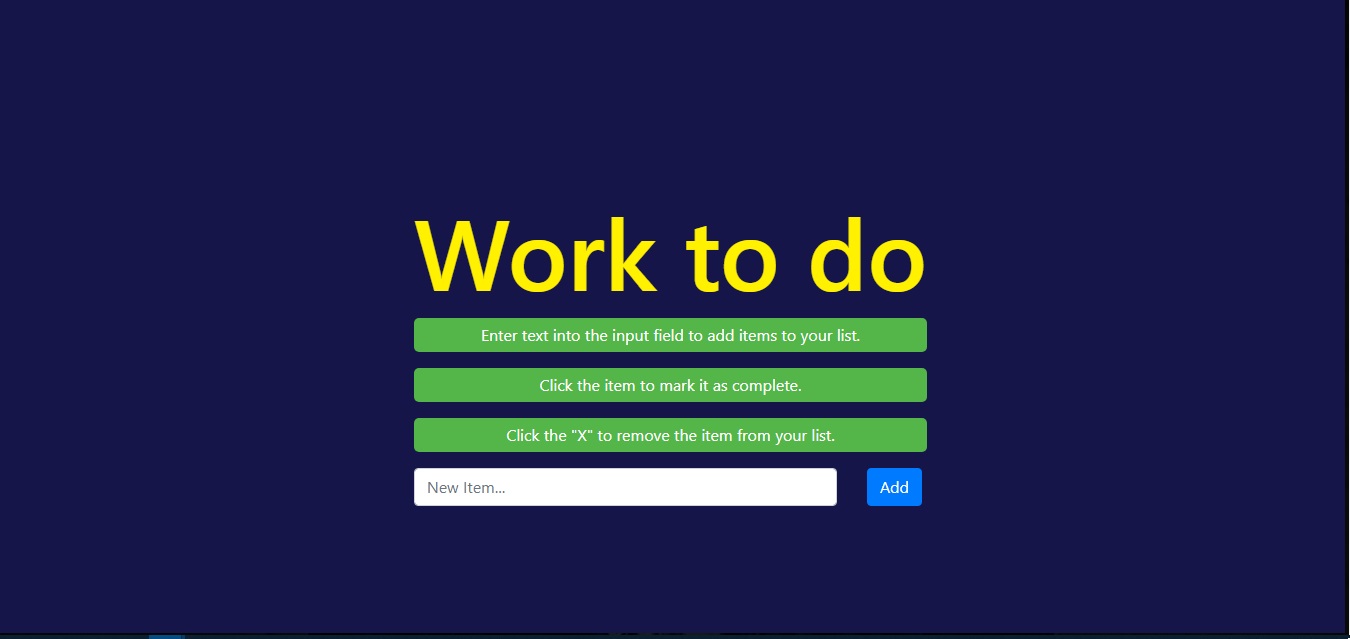 Work to do
Enter text into the input field to add items to your list.
Click the item to mark it as complete.
Click the "X" to remove the item from your list.
New Item...
Add